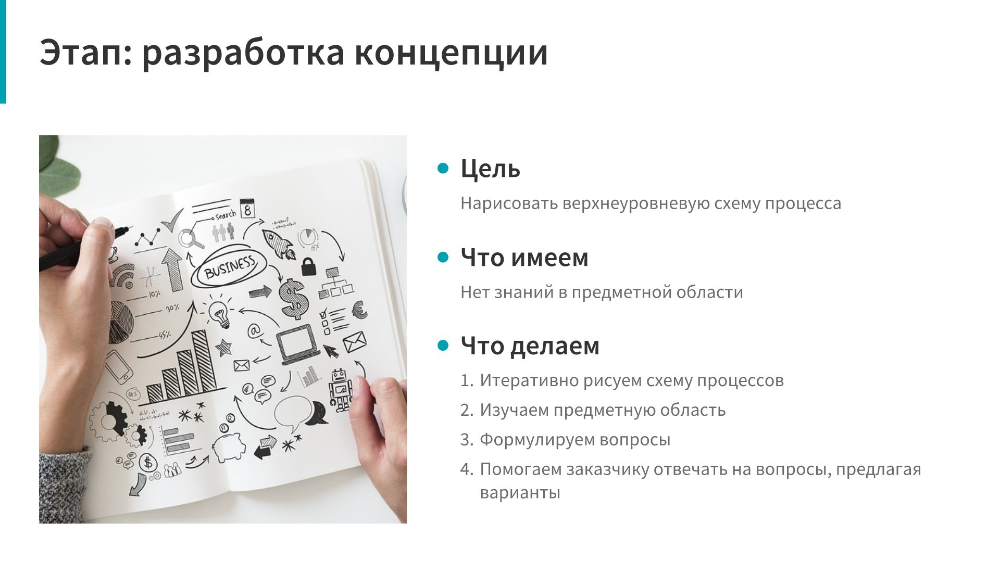 Этап: разработка концепции
Цель
Нарисовать верхнеуровневую схему процесса
Что имеем
Нет знаний в предметной области
Что делаем
1. Итеративно рисуем схему процессов
2. Изучаем предметную область
3. Формулируем вопросы
4. Помогаем заказчику отвечать на вопросы, предлагая
варианты
search
8
15%
BUSINESS
$
10%
30%
€
45%
@
$